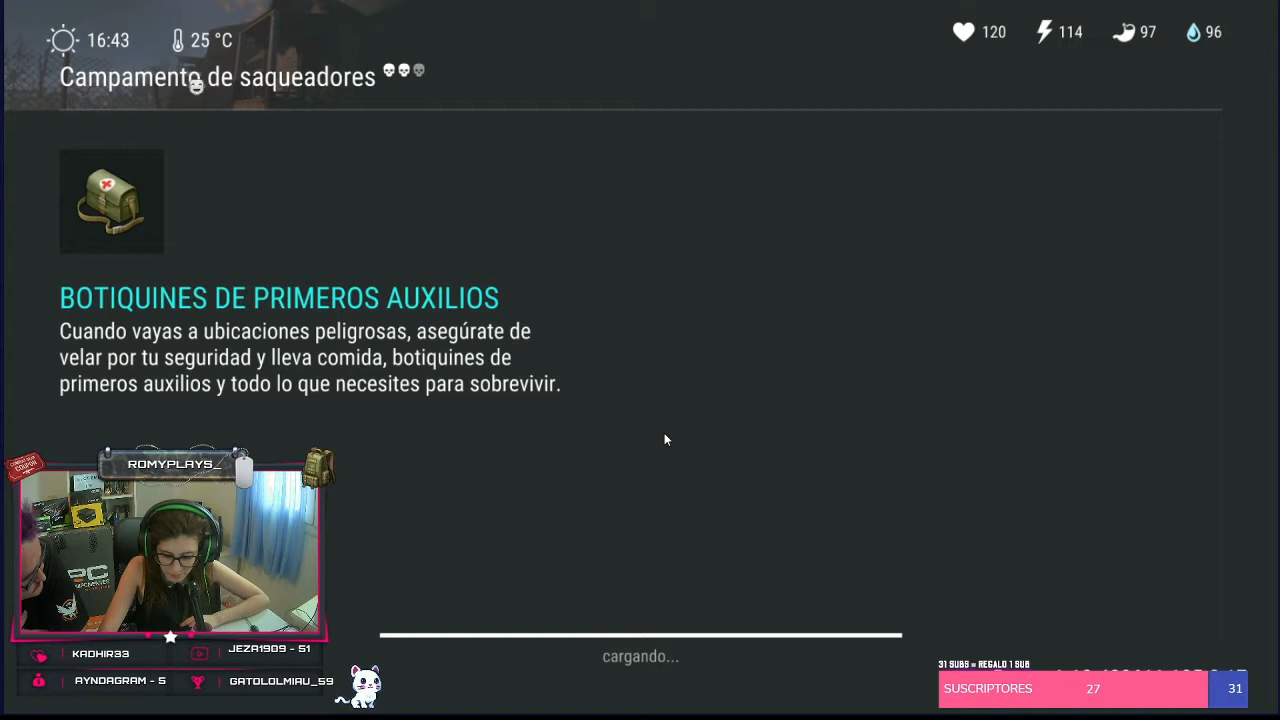 16:43
25 °C
120
114
97
96
Campamento de saqueadores
BOTIQUINES DE PRIMEROS AUXILIOS
Cuando vayas a ubicaciones peligrosas, asegúrate de
velar por tu seguridad y lleva comida, botiquines de
primeros auxilios y todo lo que necesites para sobrevivir.
ROMYPLAYS_
COUPON
PC
KADHIR33
JEZA1909 - 51
AYNDAGRAM - 5
GATOLOLMIAU_59
cargando...
31 SUBS = REGALO 1 SUB
SUSCRIPTORES
27
31